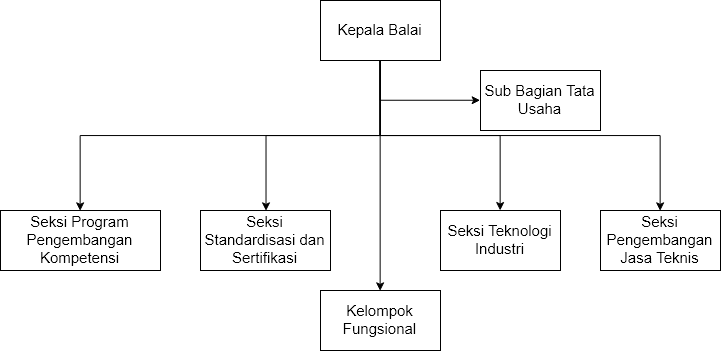 Kepala Balai
Sub Bagian Tata
Usaha
Seksi Program
Pengembangan
Kompetensi
Seksi
Standardisasi dan
Sertifikasi
Seksi Teknologi
Industri
Seksi
Pengembangan
Jasa Teknis
Kelompok
Fungsional